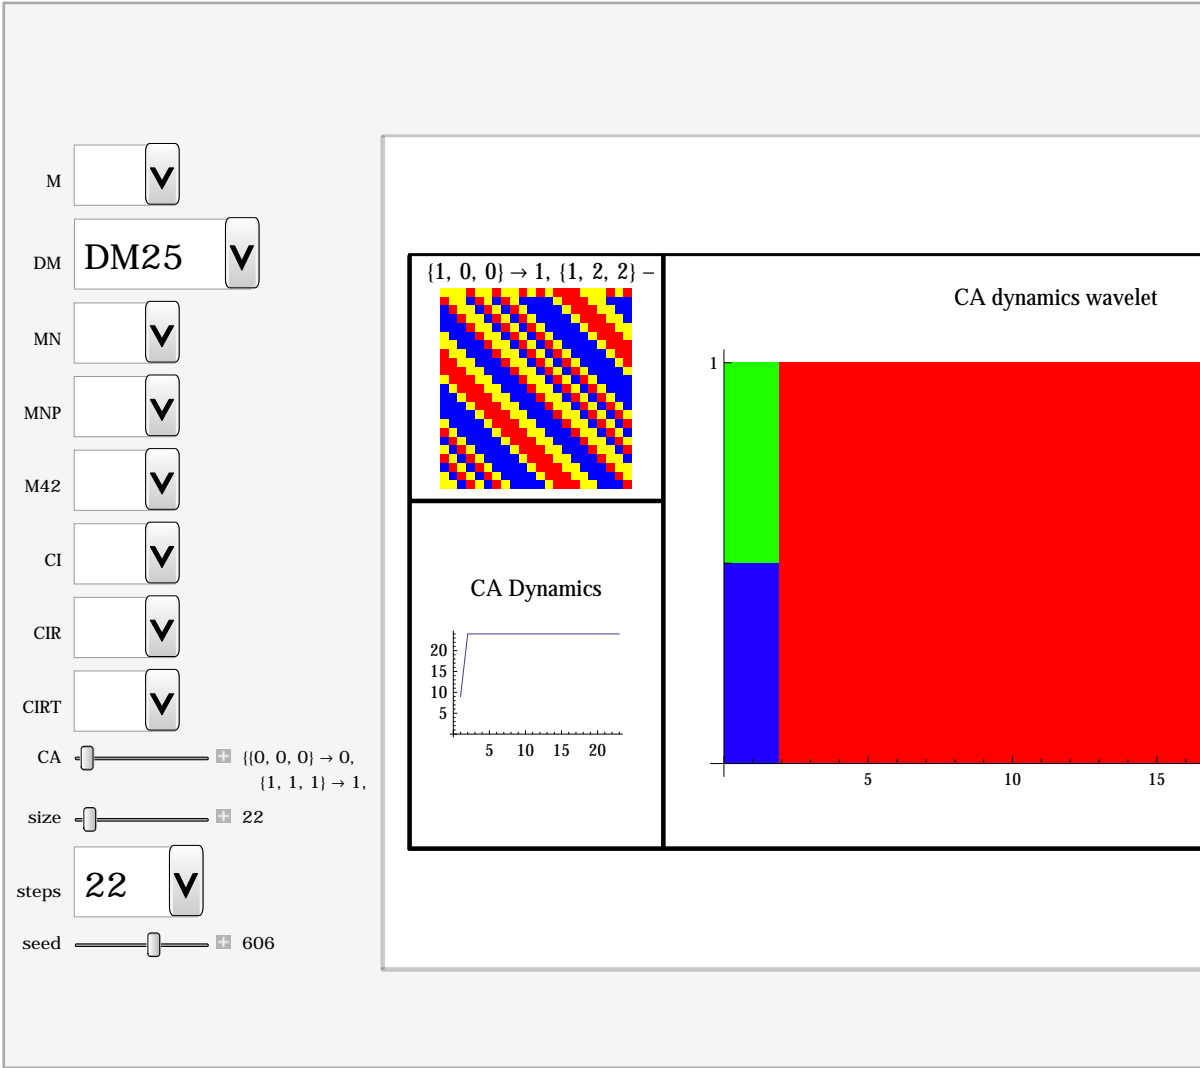 M
DM DM25
MN
MNP
M42
CI
CIR
CIRT
CA {{0, 0, 0} → 0,
{1, 1, 1} → 1,
size 22
steps 22
seed 606
{1, 0, 0} → 1, {1, 2, 2} –
CA Dynamics
20
15
10
5
5 10 15 20
CA dynamics wavelet
1
5 10 15